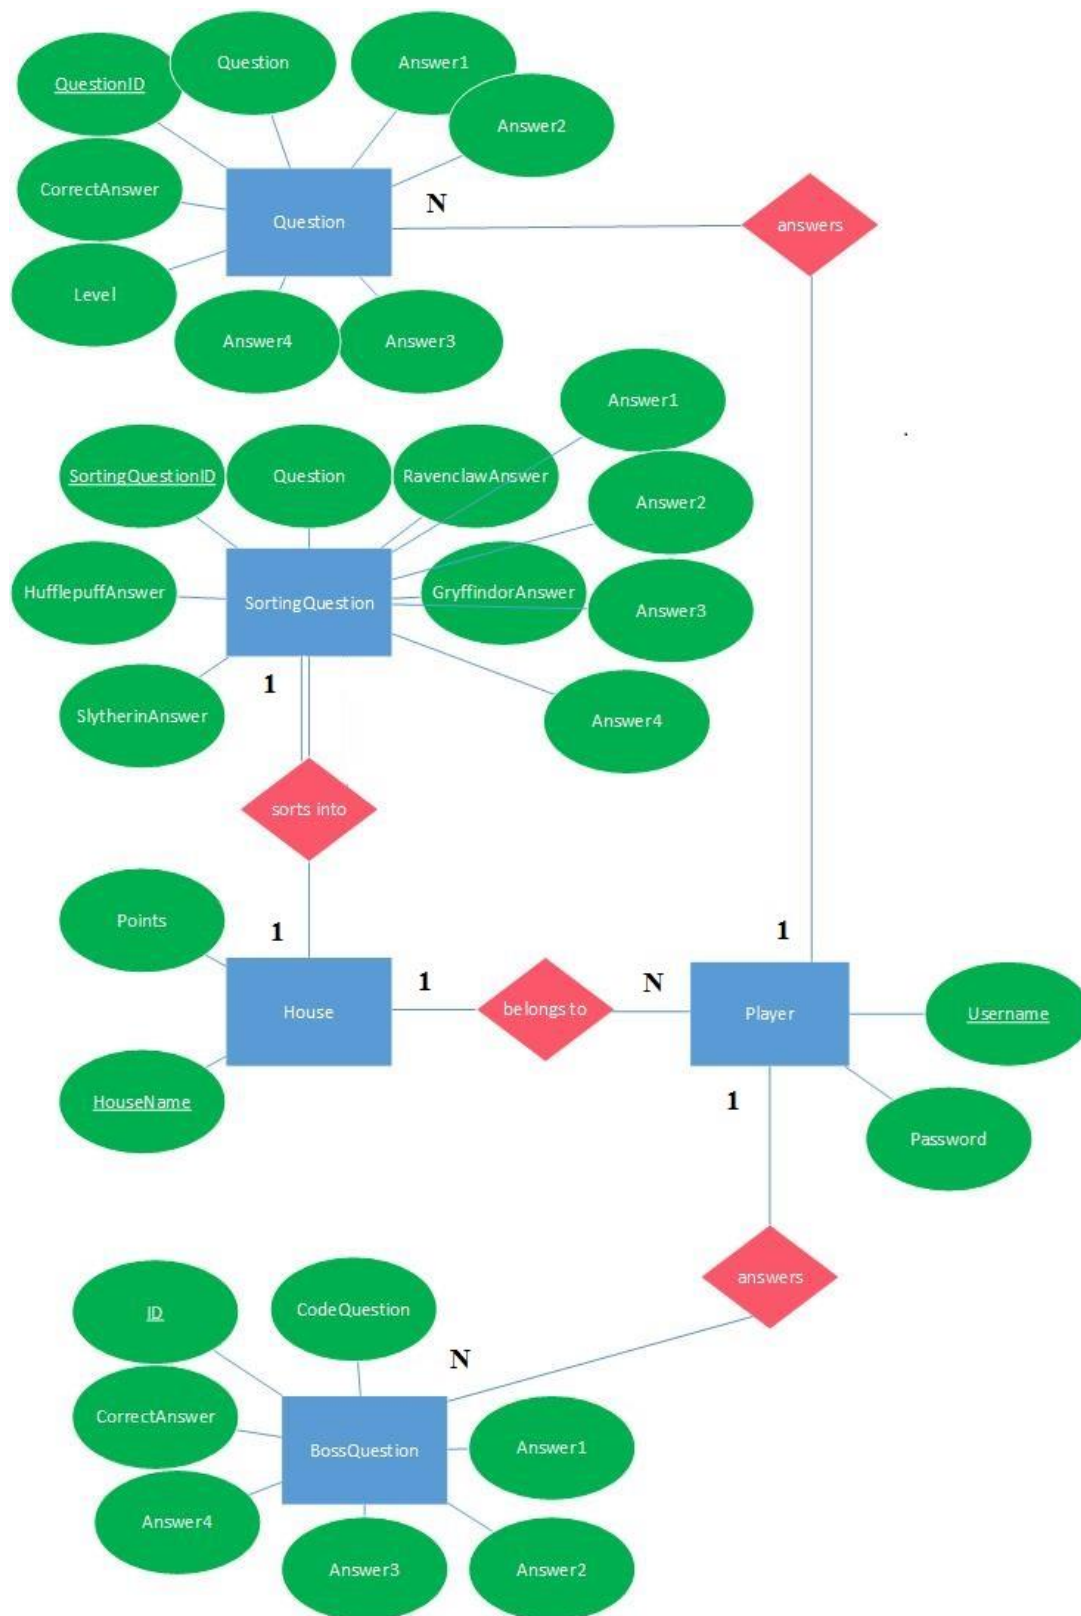 Question
Answer1
QuestionID
Answer2
CorrectAnswer
N
Question
answers
Level
Answer4
Answer3
Answer1
SortingQuestionID
Question
RavenclawAnswer
Answer2
HufflepuffAnswer
SortingQuestion
GryffindorAnswer
Answer3
1
SlytherinAnswer
Answer4
sorts into
Points
1
1
1
belongs to
N
House
Player
Username
HouseName
1
Password
answers
ID
CodeQuestion
N
CorrectAnswer
BossQuestion
Answer1
Answer4
Answer3
Answer2